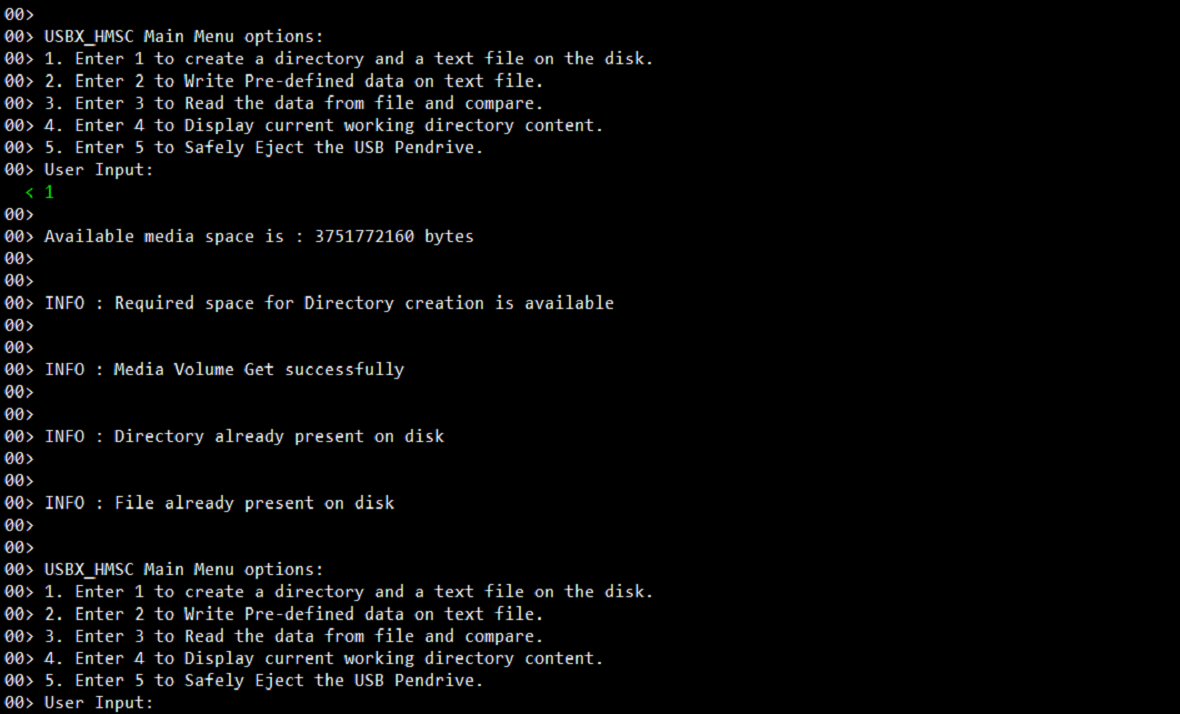 00>
00> USBX_HMSC Main Menu options:
00> 1. Enter 1 to create a directory and a text file on the disk.
00> 2. Enter 2 to Write Pre-defined data on text file.
00> 3. Enter 3 to Read the data from file and compare.
00> 4. Enter 4 to Display current working directory content.
00> 5. Enter 5 to Safely Eject the USB Pendrive.
00> User Input:
< 1
00>
00> Available media space is : 3751772160 bytes
00>
00>
00> INFO : Required space for Directory creation is available
00>
00>
00> INFO : Media Volume Get successfully
00>
00>
00> INFO : Directory already present on disk
00>
00>
00> INFO : File already present on disk
00>
00>
00> USBX_HMSC Main Menu options:
00> 1. Enter 1 to create a directory and a text file on the disk.
00> 2. Enter 2 to Write Pre-defined data on text file.
00> 3. Enter 3 to Read the data from file and compare.
00> 4. Enter 4 to Display current working directory content.
00> 5. Enter 5 to Safely Eject the USB Pendrive.
00> User Input: